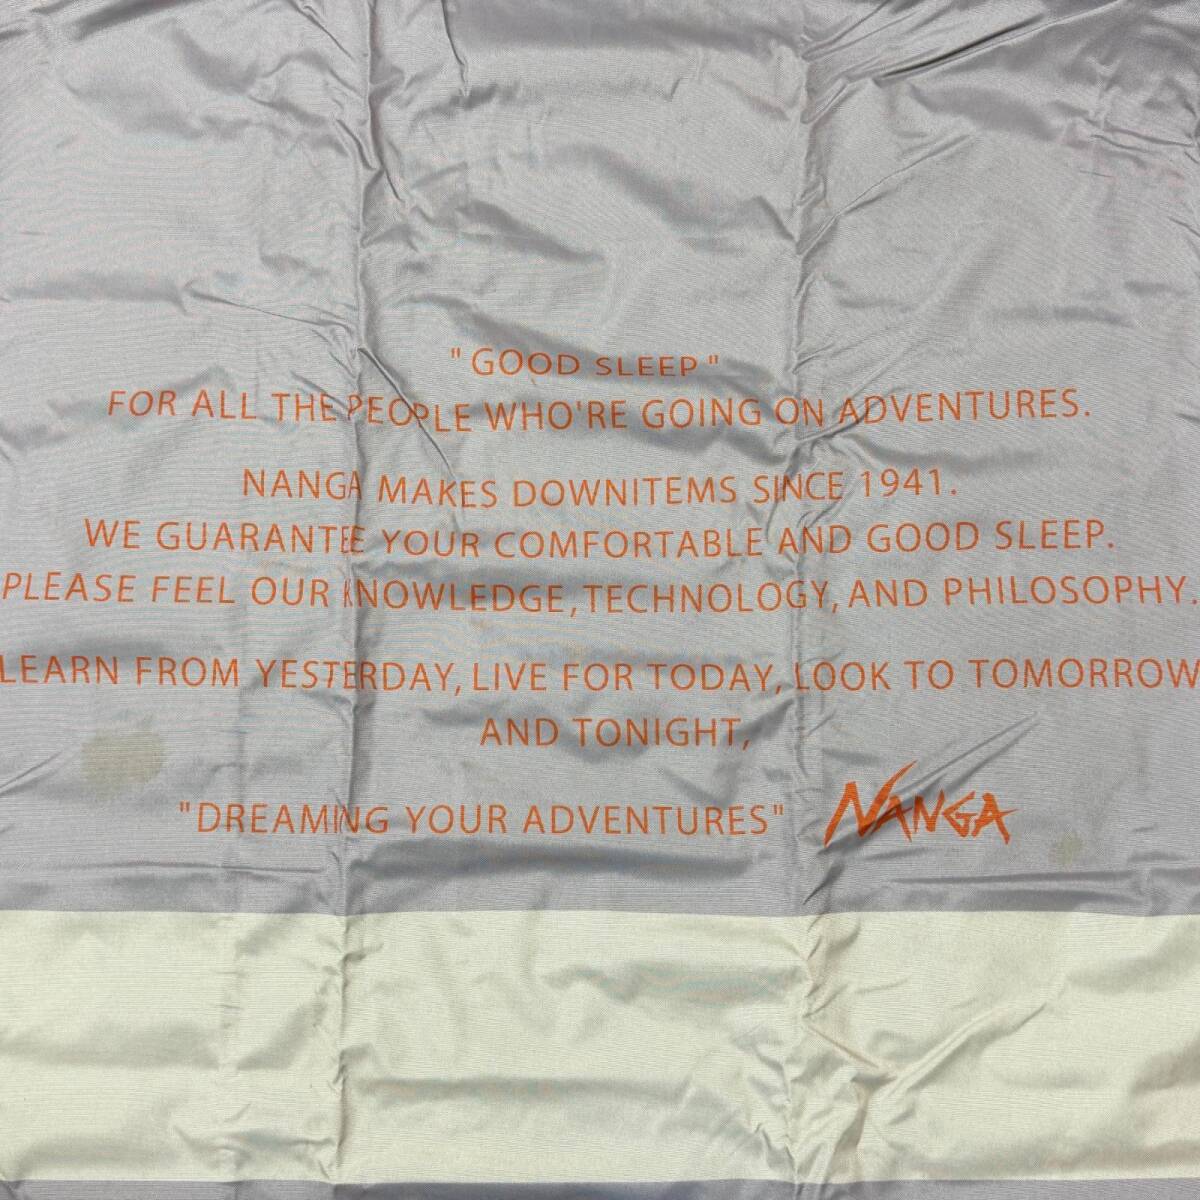 "GOOD SLEEP"
FOR ALL THE PEOPLE WHO'RE GOING ON ADVENTURES.
NANGA MAKES DOWNITEMS SINCE 1941.
WE GUARANTEE YOUR COMFORTABLE AND GOOD SLEEP.
PLEASE FEEL OUR KNOWLEDGE, TECHNOLOGY, AND PHILOSOPHY.
LEARN FROM YESTERDAY, LIVE FOR TODAY, LOOK TO TOMORROW
AND TONIGHT,
"DREAMING YOUR ADVENTURES" NANGA